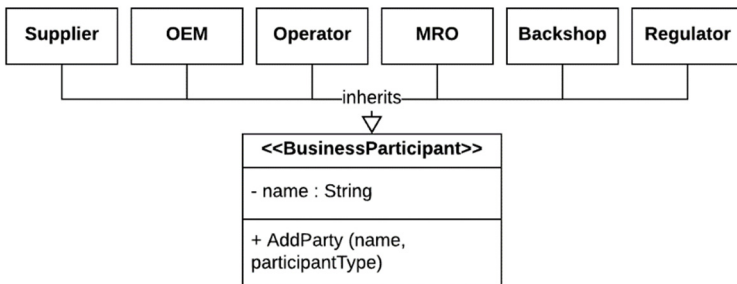 Supplier
OEM
Operator
MRO
Backshop
Regulator
inherits
<<BusinessParticipant>>
- name : String
+ AddParty (name,
participantType)